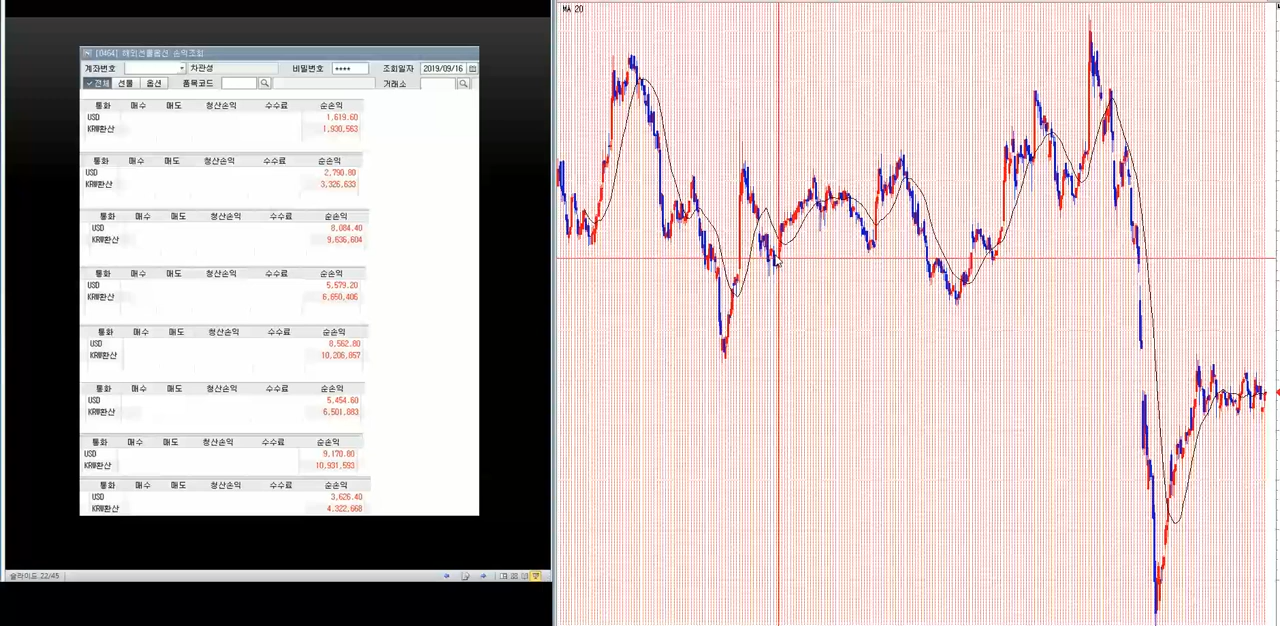 [0464] 해외선물옵션 손익조회
계좌번호 차관성 비밀번호 **** 조회일자 2019/09/16
전체 선물 옵션 품목코드 거래소
통화 매수 매도 청산손익 수수료 순손익
USD 1,619.60
KRW환산 1,930,563
통화 매수 매도 청산손익 수수료 순손익
USD 2,790.80
KRW환산 3,326,633
통화 매수 매도 청산손익 수수료 순손익
USD 8,084.40
KRW환산 9,636,604
통화 매수 매도 청산손익 수수료 순손익
USD 5,579.20
KRW환산 6,650,406
통화 매수 매도 청산손익 수수료 순손익
USD 8,562.80
KRW환산 10,206,857
통화 매수 매도 청산손익 수수료 순손익
USD 5,454.60
KRW환산 6,501,883
통화 매수 매도 청산손익 수수료 순손익
USD 9,170.80
KRW환산 10,931,593
통화 매수 매도 청산손익 수수료 순손익
USD 3,626.40
KRW환산 4,322,668
슬라이드 22/45
MA 20